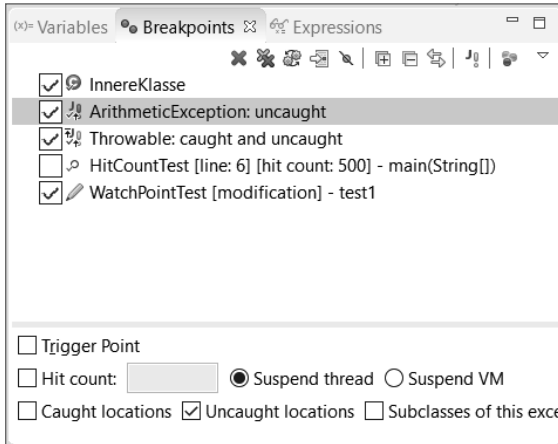 (x)= Variables Breakpoints Expressions
InnereKlasse
ArithmeticException: uncaught
Throwable: caught and uncaught
HitCountTest [line: 6] [hit count: 500] - main(String[])
WatchPointTest [modification] - test1
Trigger Point
Hit count: Suspend thread Suspend VM
Caught locations Uncaught locations Subclasses of this exce